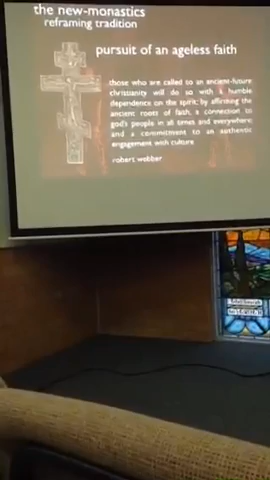 the new-monastics
reframing tradition
pursuit of an ageless faith
those who are called to an ancient-future
christianity will do so with a humble
dependence on the spirit; by affirming the
ancient roots of faith, a connection to
god's people in all times and everywhere;
and a commitment to an authentic
engagement with culture
robert webber